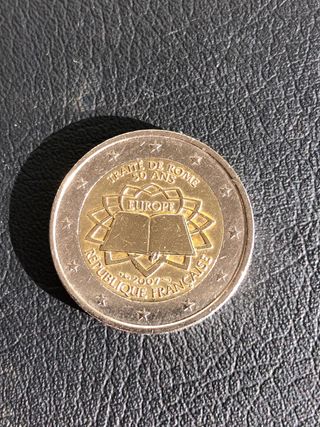 TRAITÉ DE ROME
50 ANS
EUROPE
2007
RÉPUBLIQUE FRANÇAISE